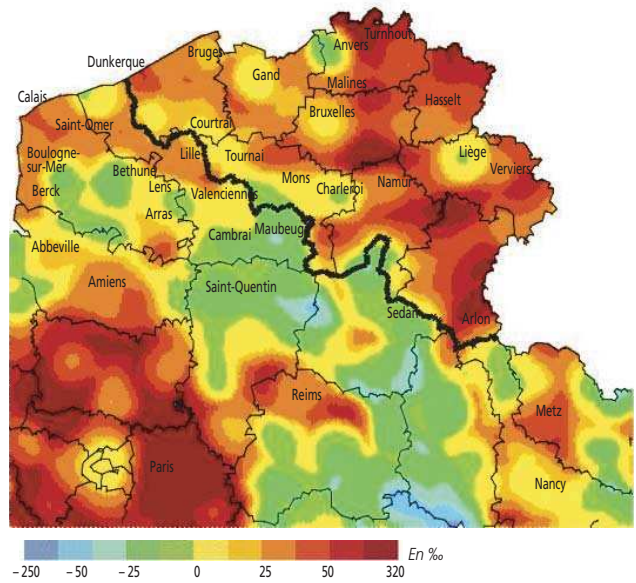 Turnhout
Anvers
Bruges
Dunkerque
Gand
Malines
Calais
Hasselt
Bruxelles
Saint-Omer
Courtrai
Lille
Tournai
Liège
Boulogne-
sur-Mer
Verviers
Bethune
Mons
Namur
Lens
Valenciennes
Charleroi
Berck
Arras
Cambrai
Maubeug
Abbeville
Amiens
Saint-Quentin
Sedan
Arlon
Reims
Metz
Paris
Nancy
En ‰
– 250 – 50 – 25 0 25 50 320